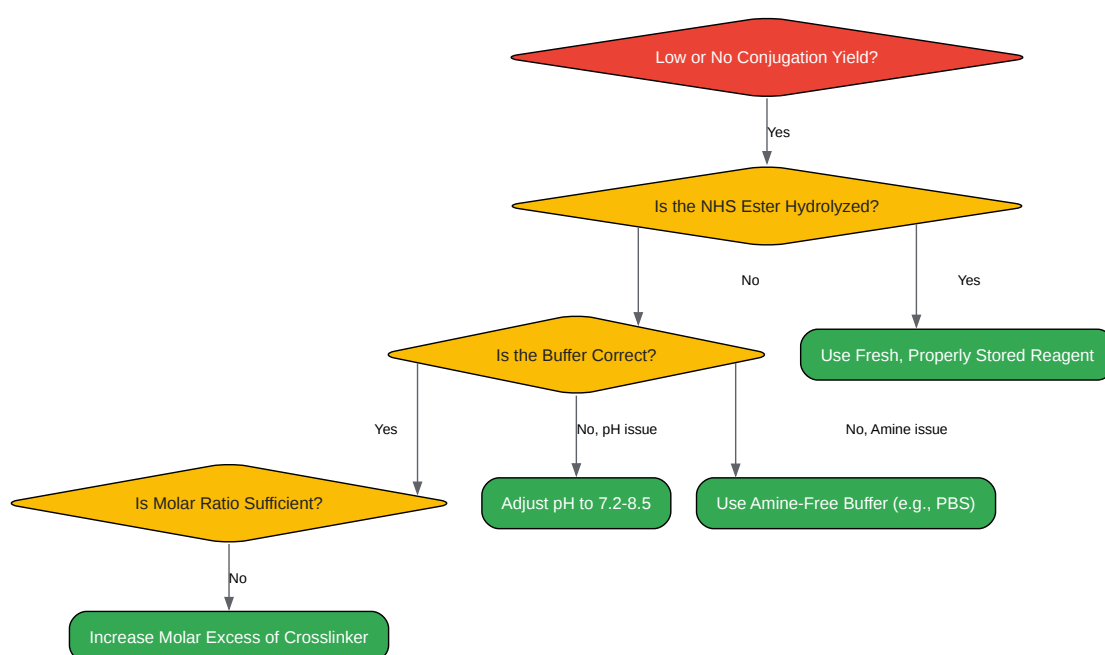 Low or No Conjugation Yield?
Yes
Is the NHS Ester Hydrolyzed?
No
Yes
Is the Buffer Correct?
Use Fresh, Properly Stored Reagent
Yes
No, pH issue
No, Amine issue
Is Molar Ratio Sufficient?
Adjust pH to 7.2-8.5
Use Amine-Free Buffer (e.g., PBS)
No
Increase Molar Excess of Crosslinker